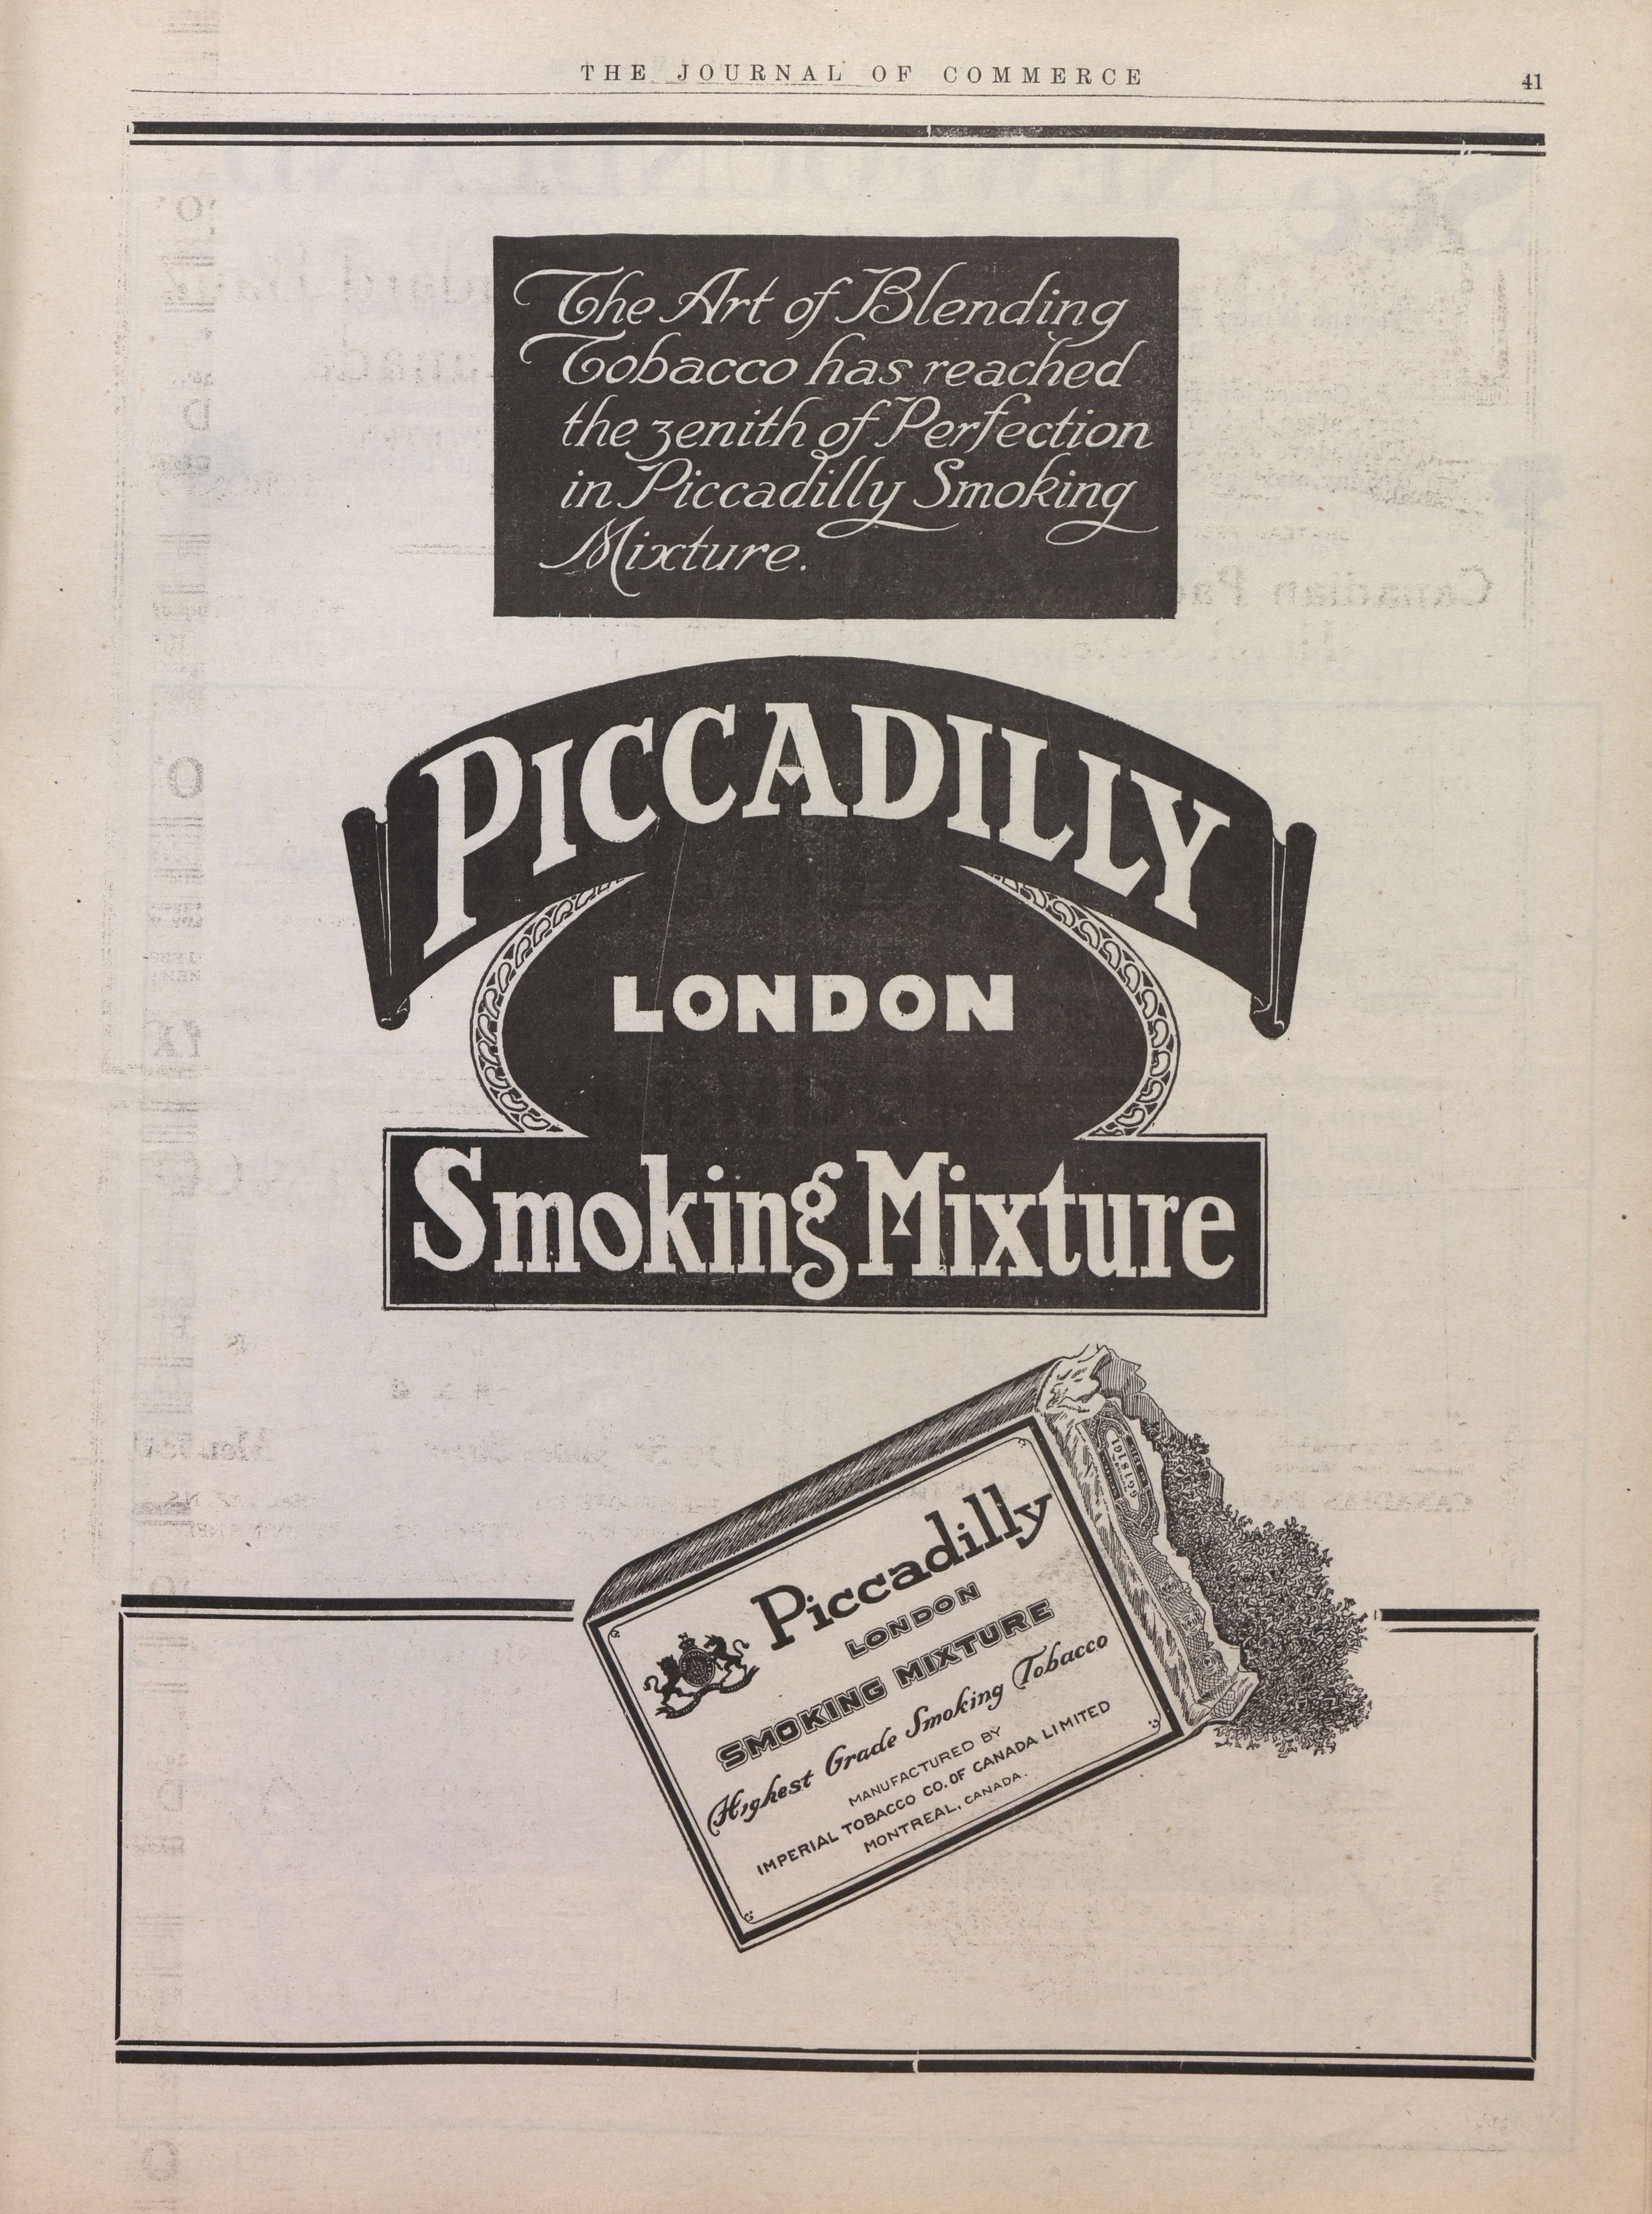 THE JOURNAL OF COMMERCE
41
The Art of Blending
Tobacco has reached
the zenith of Perfection
in Piccadilly Smoking
Mixture.
PICCADILLY
LONDON
Smoking Mixture
Piccadilly
LONDON
SMOKING MIXTURE
Highest Grade Smoking Tobacco
MANUFACTURED BY
IMPERIAL TOBACCO CO. OF CANADA LIMITED
MONTREAL, CANADA.